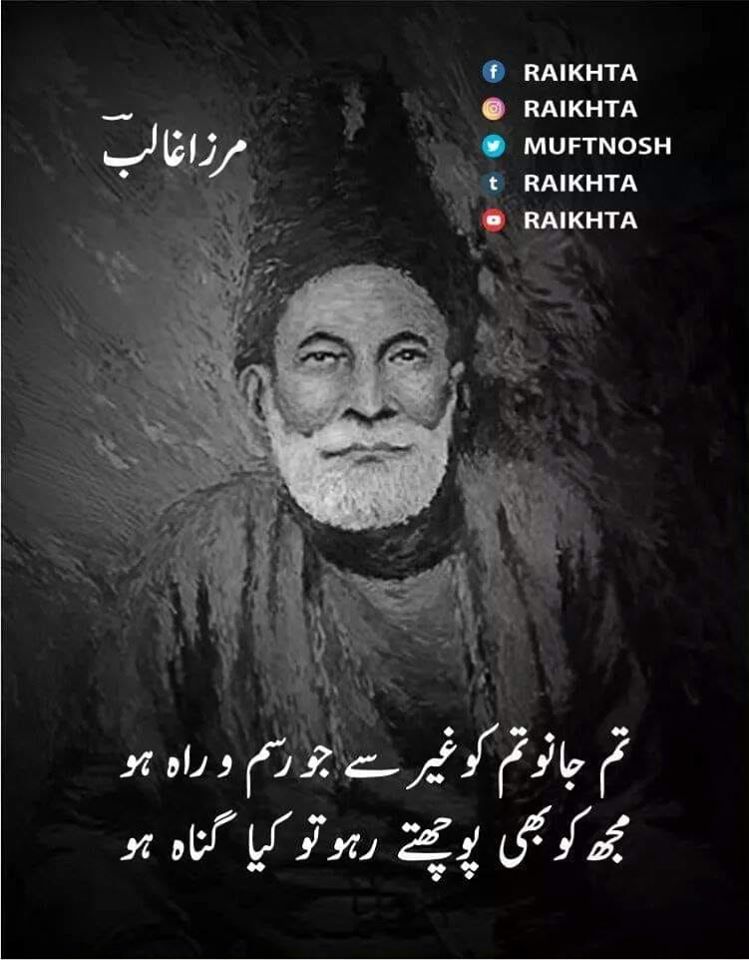 RAIKHTA
RAIKHTA
MUFTNOSH
RAIKHTA
RAIKHTA
مرزا غالب
تم جانو تم کو غیر سے جو رسم و راہ ہو
مجھ کو بھی پوچھتے رہو تو کیا گناہ ہو